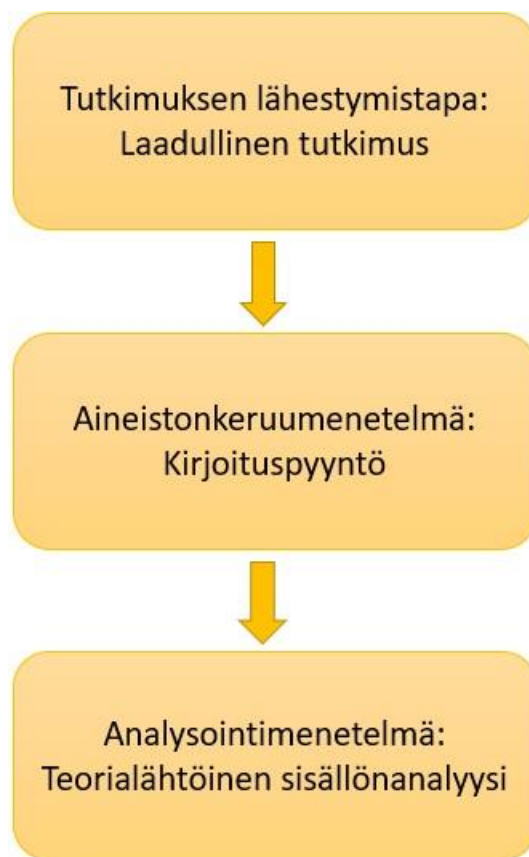 Tutkimuksen lähestymistapa:
Laadullinen tutkimus
Aineistonkeruumenetelmä:
Kirjoituspyyntö
Analysointimenetelmä:
Teorialähtöinen sisällönanalyysi